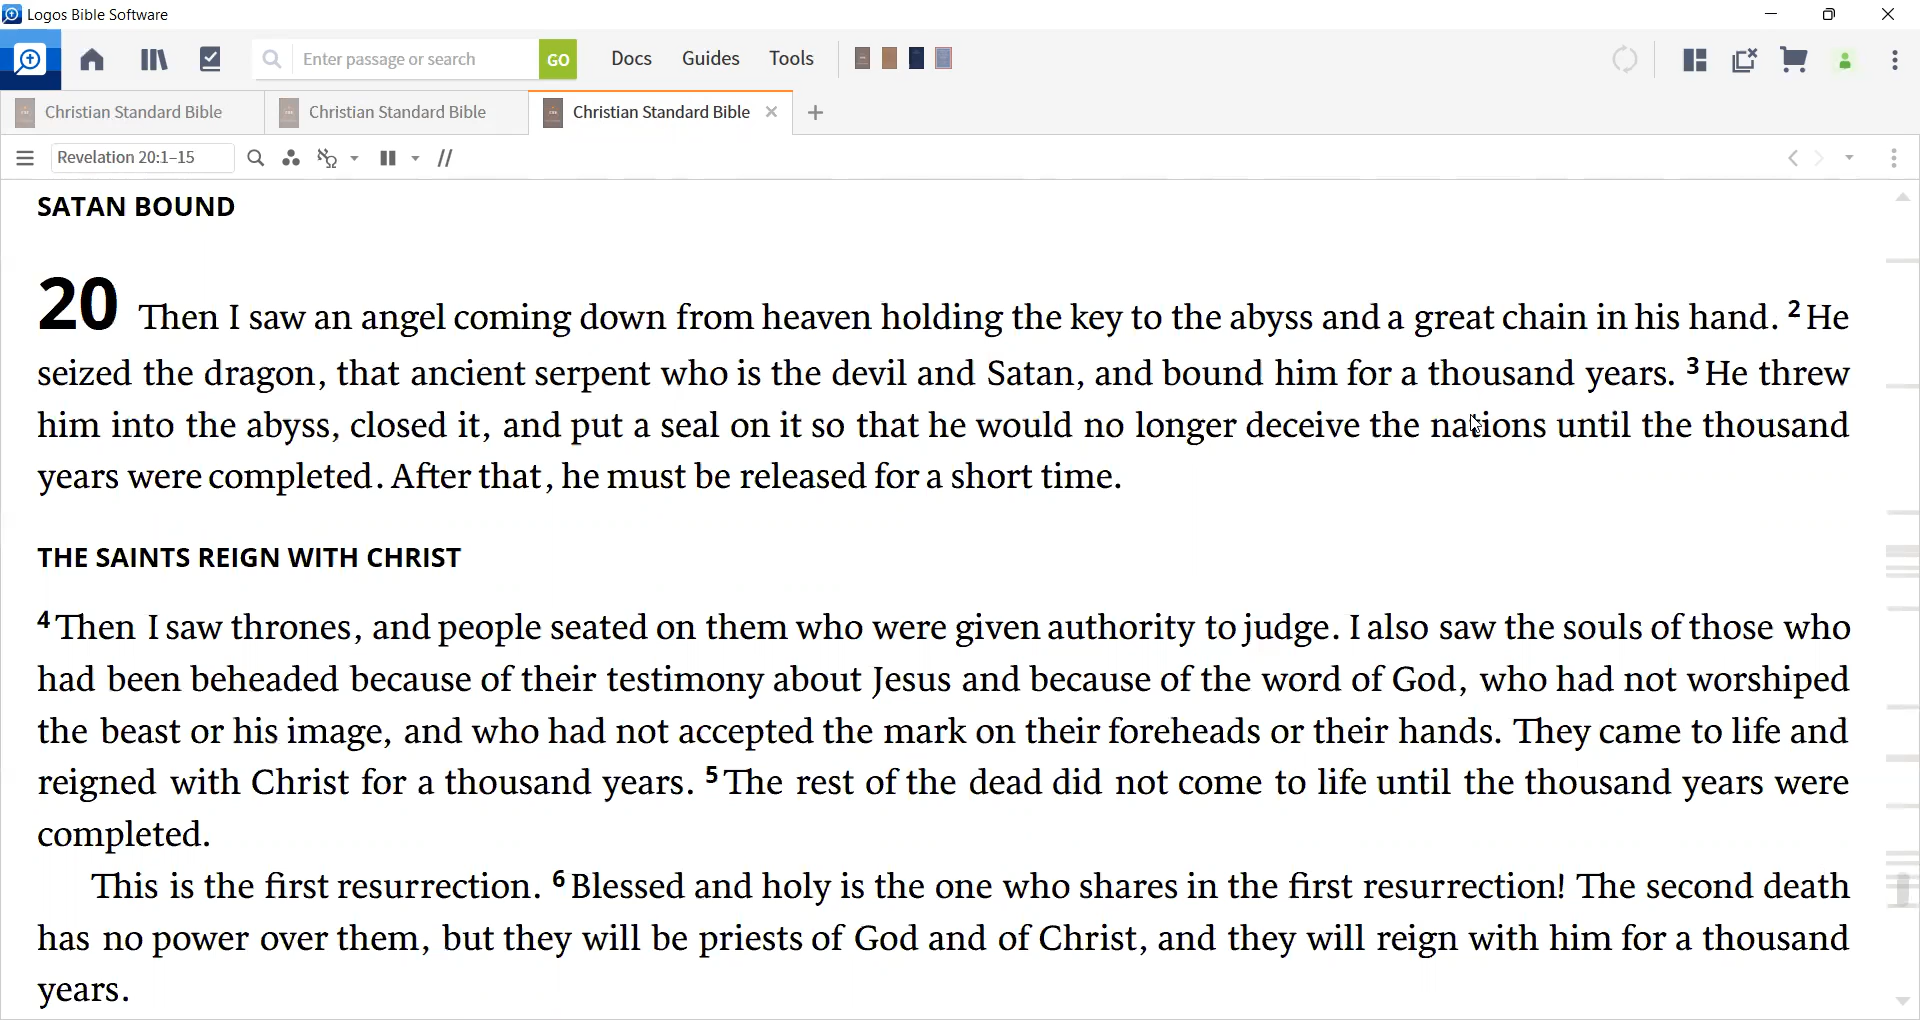 Logos Bible Software
Enter passage or search GO Docs Guides Tools
Christian Standard Bible Christian Standard Bible Christian Standard Bible
Revelation 20:1–15
SATAN BOUND
20 Then I saw an angel coming down from heaven holding the key to the abyss and a great chain in his hand. 2 He
seized the dragon, that ancient serpent who is the devil and Satan, and bound him for a thousand years. 3 He threw
him into the abyss, closed it, and put a seal on it so that he would no longer deceive the nations until the thousand
years were completed. After that, he must be released for a short time.
THE SAINTS REIGN WITH CHRIST
4 Then I saw thrones, and people seated on them who were given authority to judge. I also saw the souls of those who
had been beheaded because of their testimony about Jesus and because of the word of God, who had not worshiped
the beast or his image, and who had not accepted the mark on their foreheads or their hands. They came to life and
reigned with Christ for a thousand years. 5 The rest of the dead did not come to life until the thousand years were
completed.
This is the first resurrection. 6 Blessed and holy is the one who shares in the first resurrection! The second death
has no power over them, but they will be priests of God and of Christ, and they will reign with him for a thousand
years.